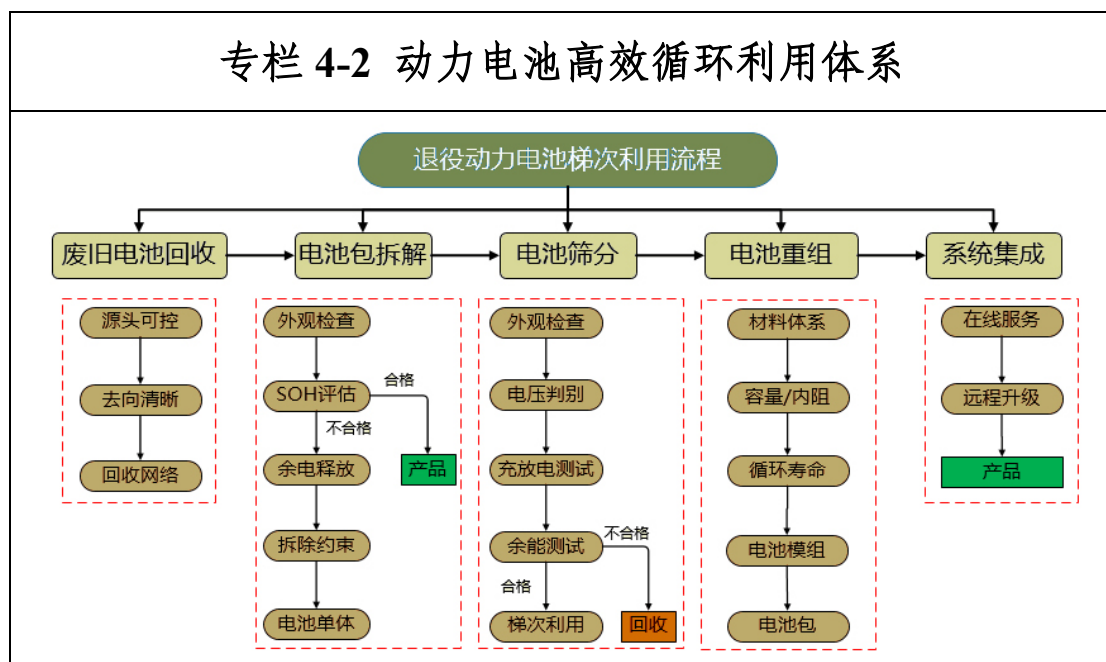 专栏 4-2 动力电池高效循环利用体系
退役动力电池梯次利用流程
废旧电池回收
电池包拆解
电池筛分
电池重组
系统集成
源头可控
去向清晰
回收网络
外观检查
SOH评估
合格
不合格
余电释放
产品
拆除约束
电池单体
外观检查
电压判别
充放电测试
余能测试
不合格
合格
梯次利用
回收
材料体系
容量/内阻
循环寿命
电池模组
电池包
在线服务
远程升级
产品